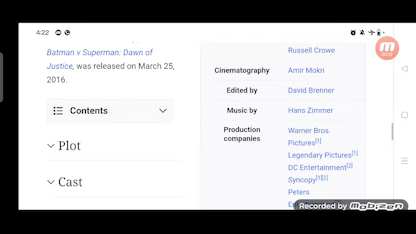 4:22
Batman v Superman: Dawn of
Justice, was released on March 25,
2016.
Contents
Plot
Cast
Russell Crowe
Cinematography Amir Mokri
Edited by David Brenner
Music by Hans Zimmer
Production companies Warner Bros.
Pictures[1]
Legendary Pictures[1]
DC Entertainment[2]
Syncopy[1][2]
Peters
Recorded by Mobizen